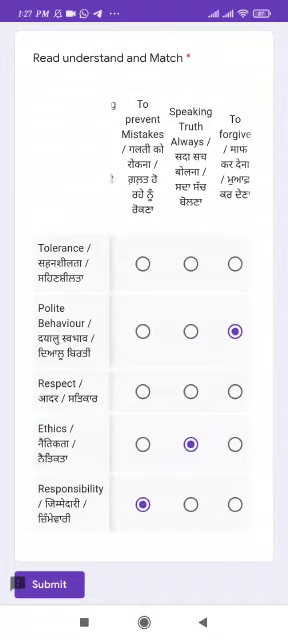 1:27 PM
Read understand and Match *
g
To
prevent
Mistakes
/ गलती को
रोकना /
ਗ਼ਲਤ ਹੋ
ਰਹੇ ਨੂੰ
ਰੋਕਣਾ
Speaking
Truth
Always /
सदा सच
बोलना /
ਸਦਾ ਸੱਚ
ਬੋਲਣਾ
To
forgive
/ माफ
कर देना
/ ਮੁਆਫ਼
ਕਰ ਦੇਣਾ
Tolerance /
सहनशीलता /
ਸਹਿਣਸ਼ੀਲਤਾ
Polite
Behaviour /
दयालु स्वभाव /
ਦਿਆਲੂ ਬਿਰਤੀ
Respect /
आदर / ਸਤਿਕਾਰ
Ethics /
नैतिकता /
ਨੈਤਿਕਤਾ
Responsibility
/ जिम्मेदारी /
ਜ਼ਿੰਮੇਵਾਰੀ
Submit